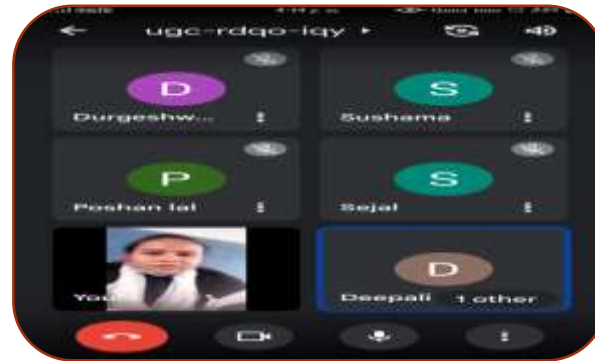 ugc-rdqo-iqy
D S
Durgeshw... Sushama
P S
Poshan lal Sejal
D
You Deepali 1 other